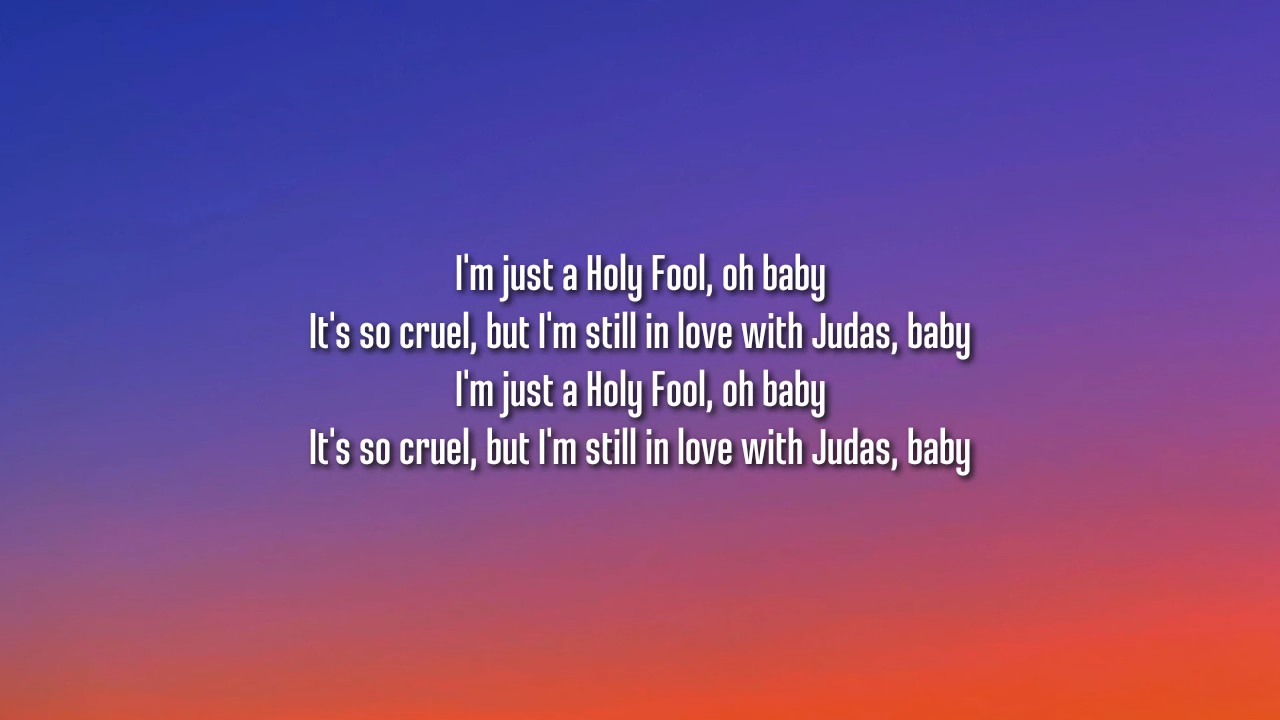 I'm just a Holy Fool, oh baby
It's so cruel, but I'm still in love with Judas, baby
I'm just a Holy Fool, oh baby
It's so cruel, but I'm still in love with Judas, baby